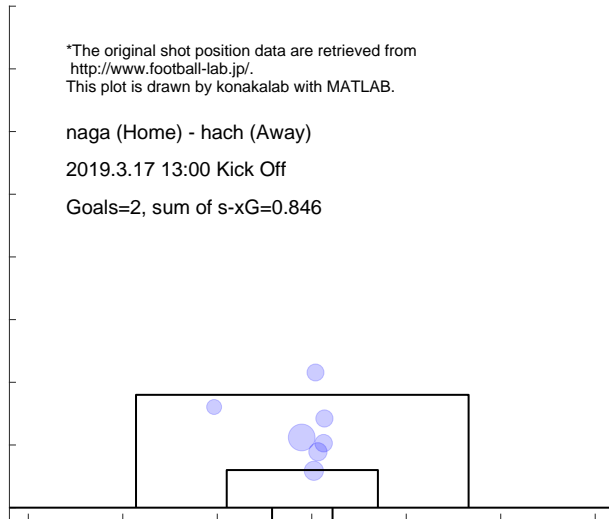 *The original shot position data are retrieved from
http://www.football-lab.jp/.
This plot is drawn by konakalab with MATLAB.
naga (Home) - hach (Away)
2019.3.17 13:00 Kick Off
Goals=2, sum of s-xG=0.846